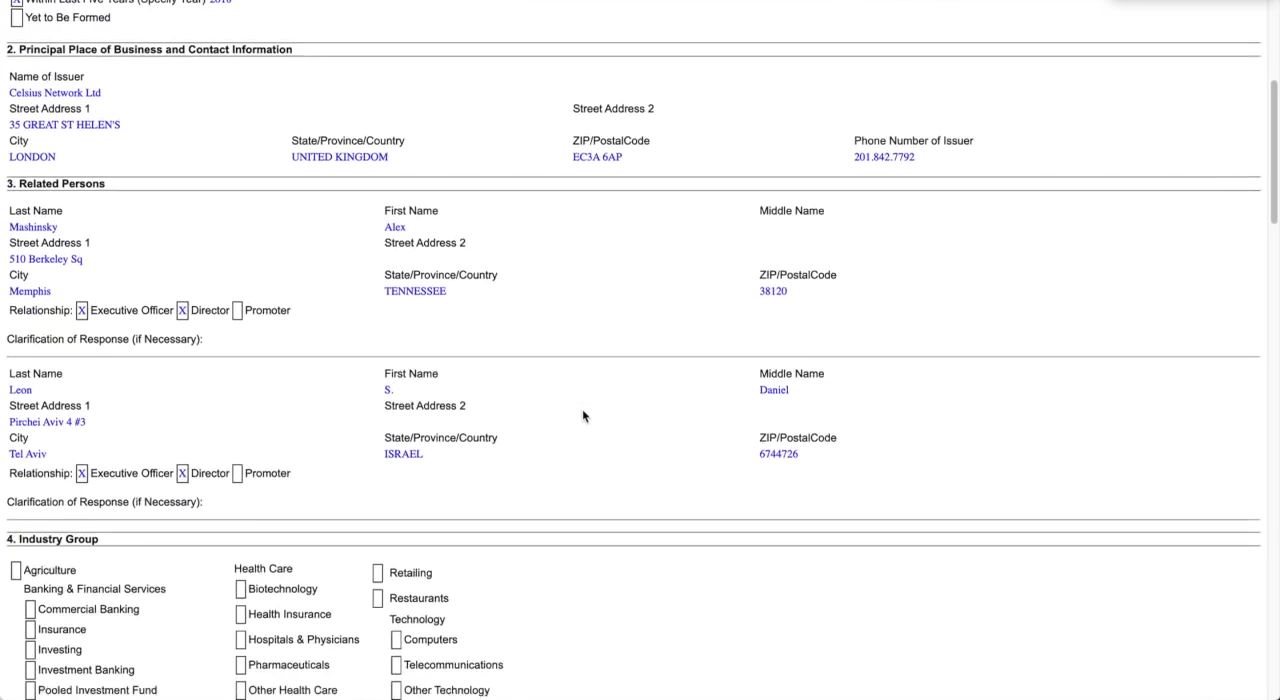 Within Last Five Years (Specify Year) 2018
Yet to Be Formed
2. Principal Place of Business and Contact Information
Name of Issuer
Celsius Network Ltd
Street Address 1 Street Address 2
35 GREAT ST HELEN'S
City State/Province/Country ZIP/PostalCode Phone Number of Issuer
LONDON UNITED KINGDOM EC3A 6AP 201.842.7792
3. Related Persons
Last Name First Name Middle Name
Mashinsky Alex
Street Address 1 Street Address 2
510 Berkeley Sq
City State/Province/Country ZIP/PostalCode
Memphis TENNESSEE 38120
Relationship: X Executive Officer X Director Promoter
Clarification of Response (if Necessary):
Last Name First Name Middle Name
Leon S. Daniel
Street Address 1 Street Address 2
Pirchei Aviv 4 #3
City State/Province/Country ZIP/PostalCode
Tel Aviv ISRAEL 6744726
Relationship: X Executive Officer X Director Promoter
Clarification of Response (if Necessary):
4. Industry Group
Agriculture Health Care Retailing
Banking & Financial Services Biotechnology Restaurants
Commercial Banking Health Insurance Technology
Insurance Hospitals & Physicians Computers
Investing Pharmaceuticals Telecommunications
Investment Banking Other Health Care Other Technology
Pooled Investment Fund